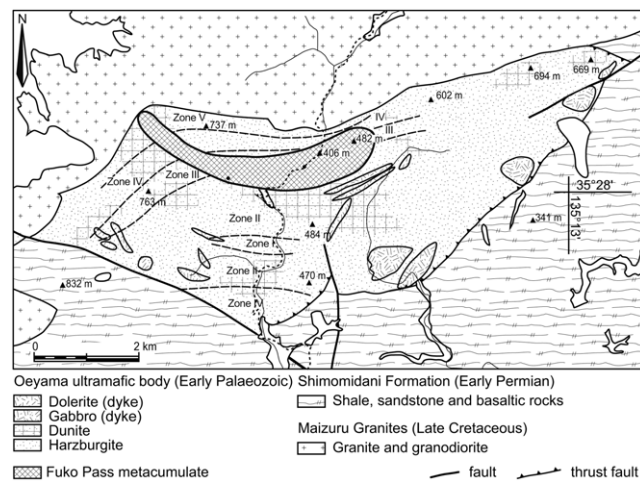 N
669 m
694 m
602 m
Zone V
737 m
IV
III
482 m
406 m
Zone IV
Zone III
763 m
35°28'
135°13'
Zone II
484 m
341 m
Zone I
832 m
Zone II
470 m
Zone IV
0 2 km
Oeyama ultramafic body (Early Palaeozoic) Shimomidani Formation (Early Permian)
Dolerite (dyke) Shale, sandstone and basaltic rocks
Gabbro (dyke)
Dunite Maizuru Granites (Late Cretaceous)
Harzburgite Granite and granodiorite
Fuko Pass metacumulate fault thrust fault